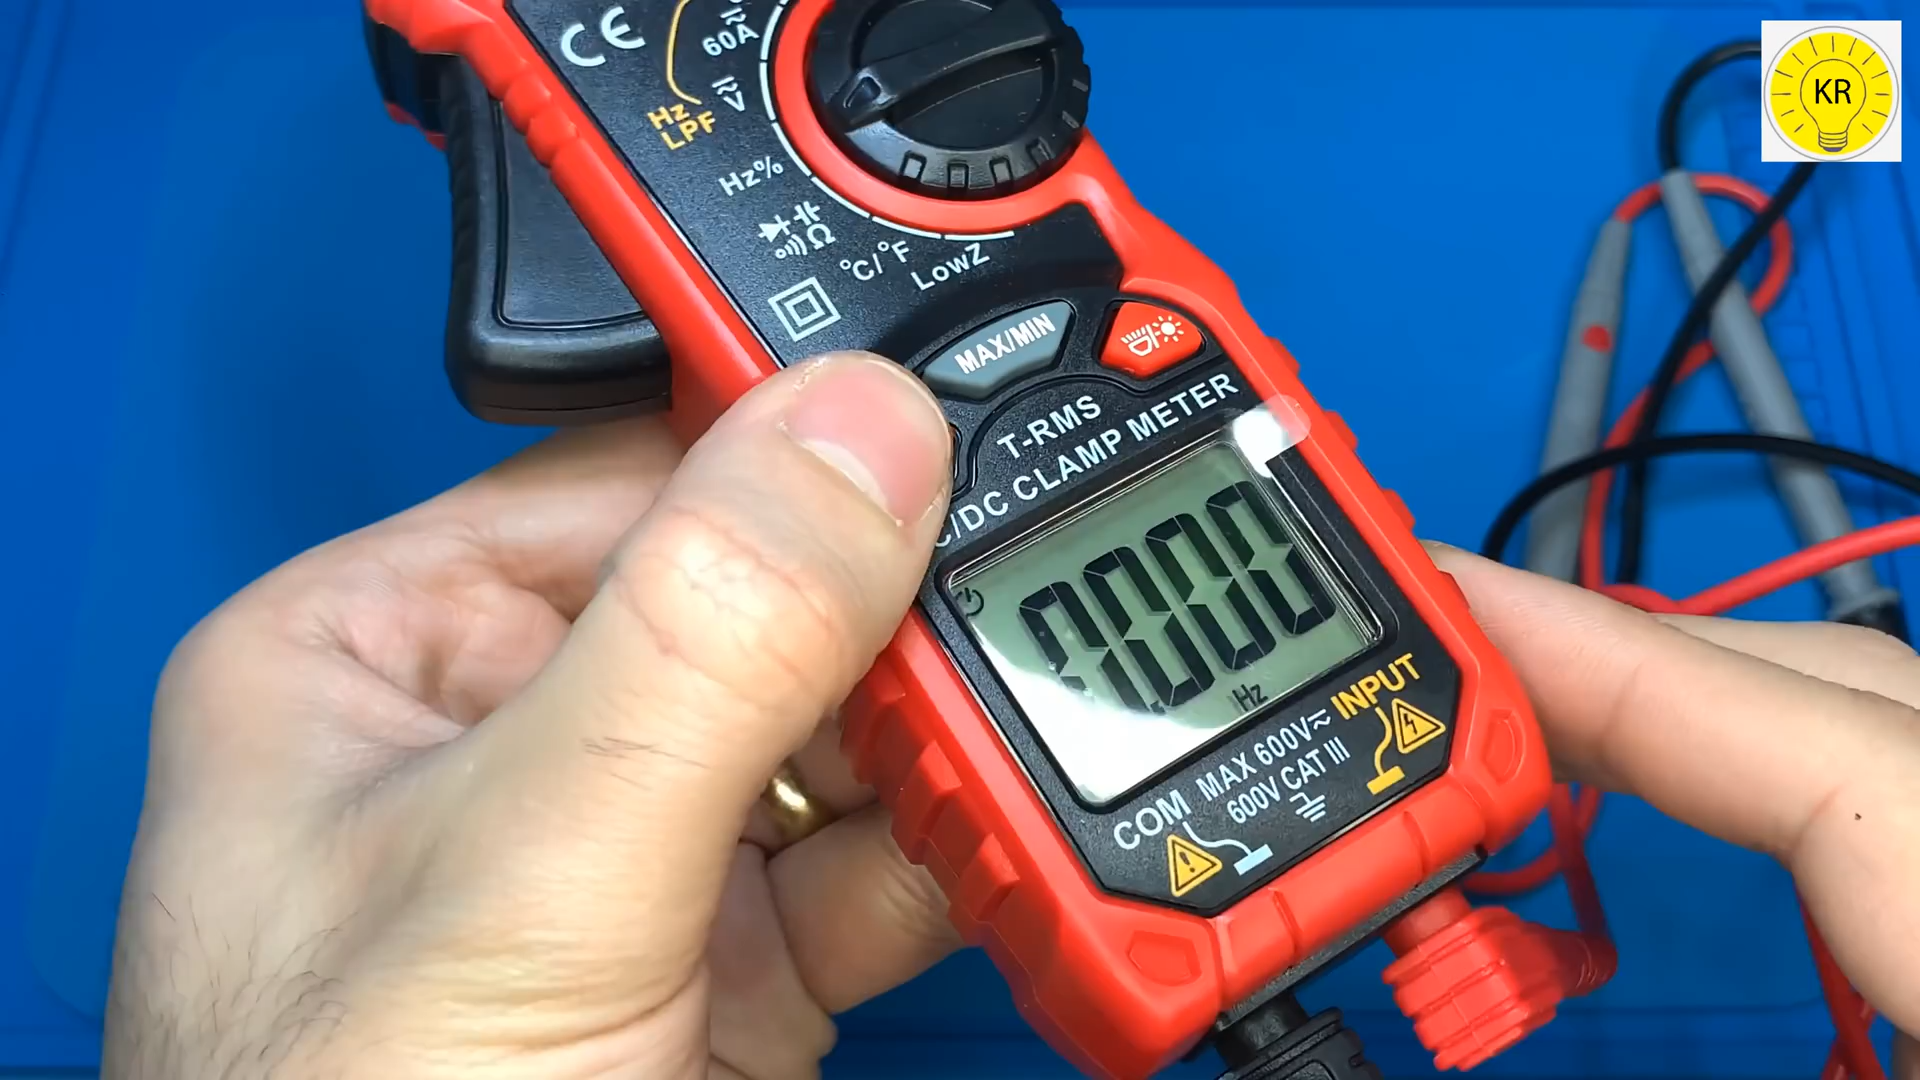 KR
CE
60A
V
Hz
LPF
Hz%
Ω
°C/°F
LowZ
MAX/MIN
T-RMS
C/DC CLAMP METER
Hz
INPUT
MAX 600V
600V CAT III
COM